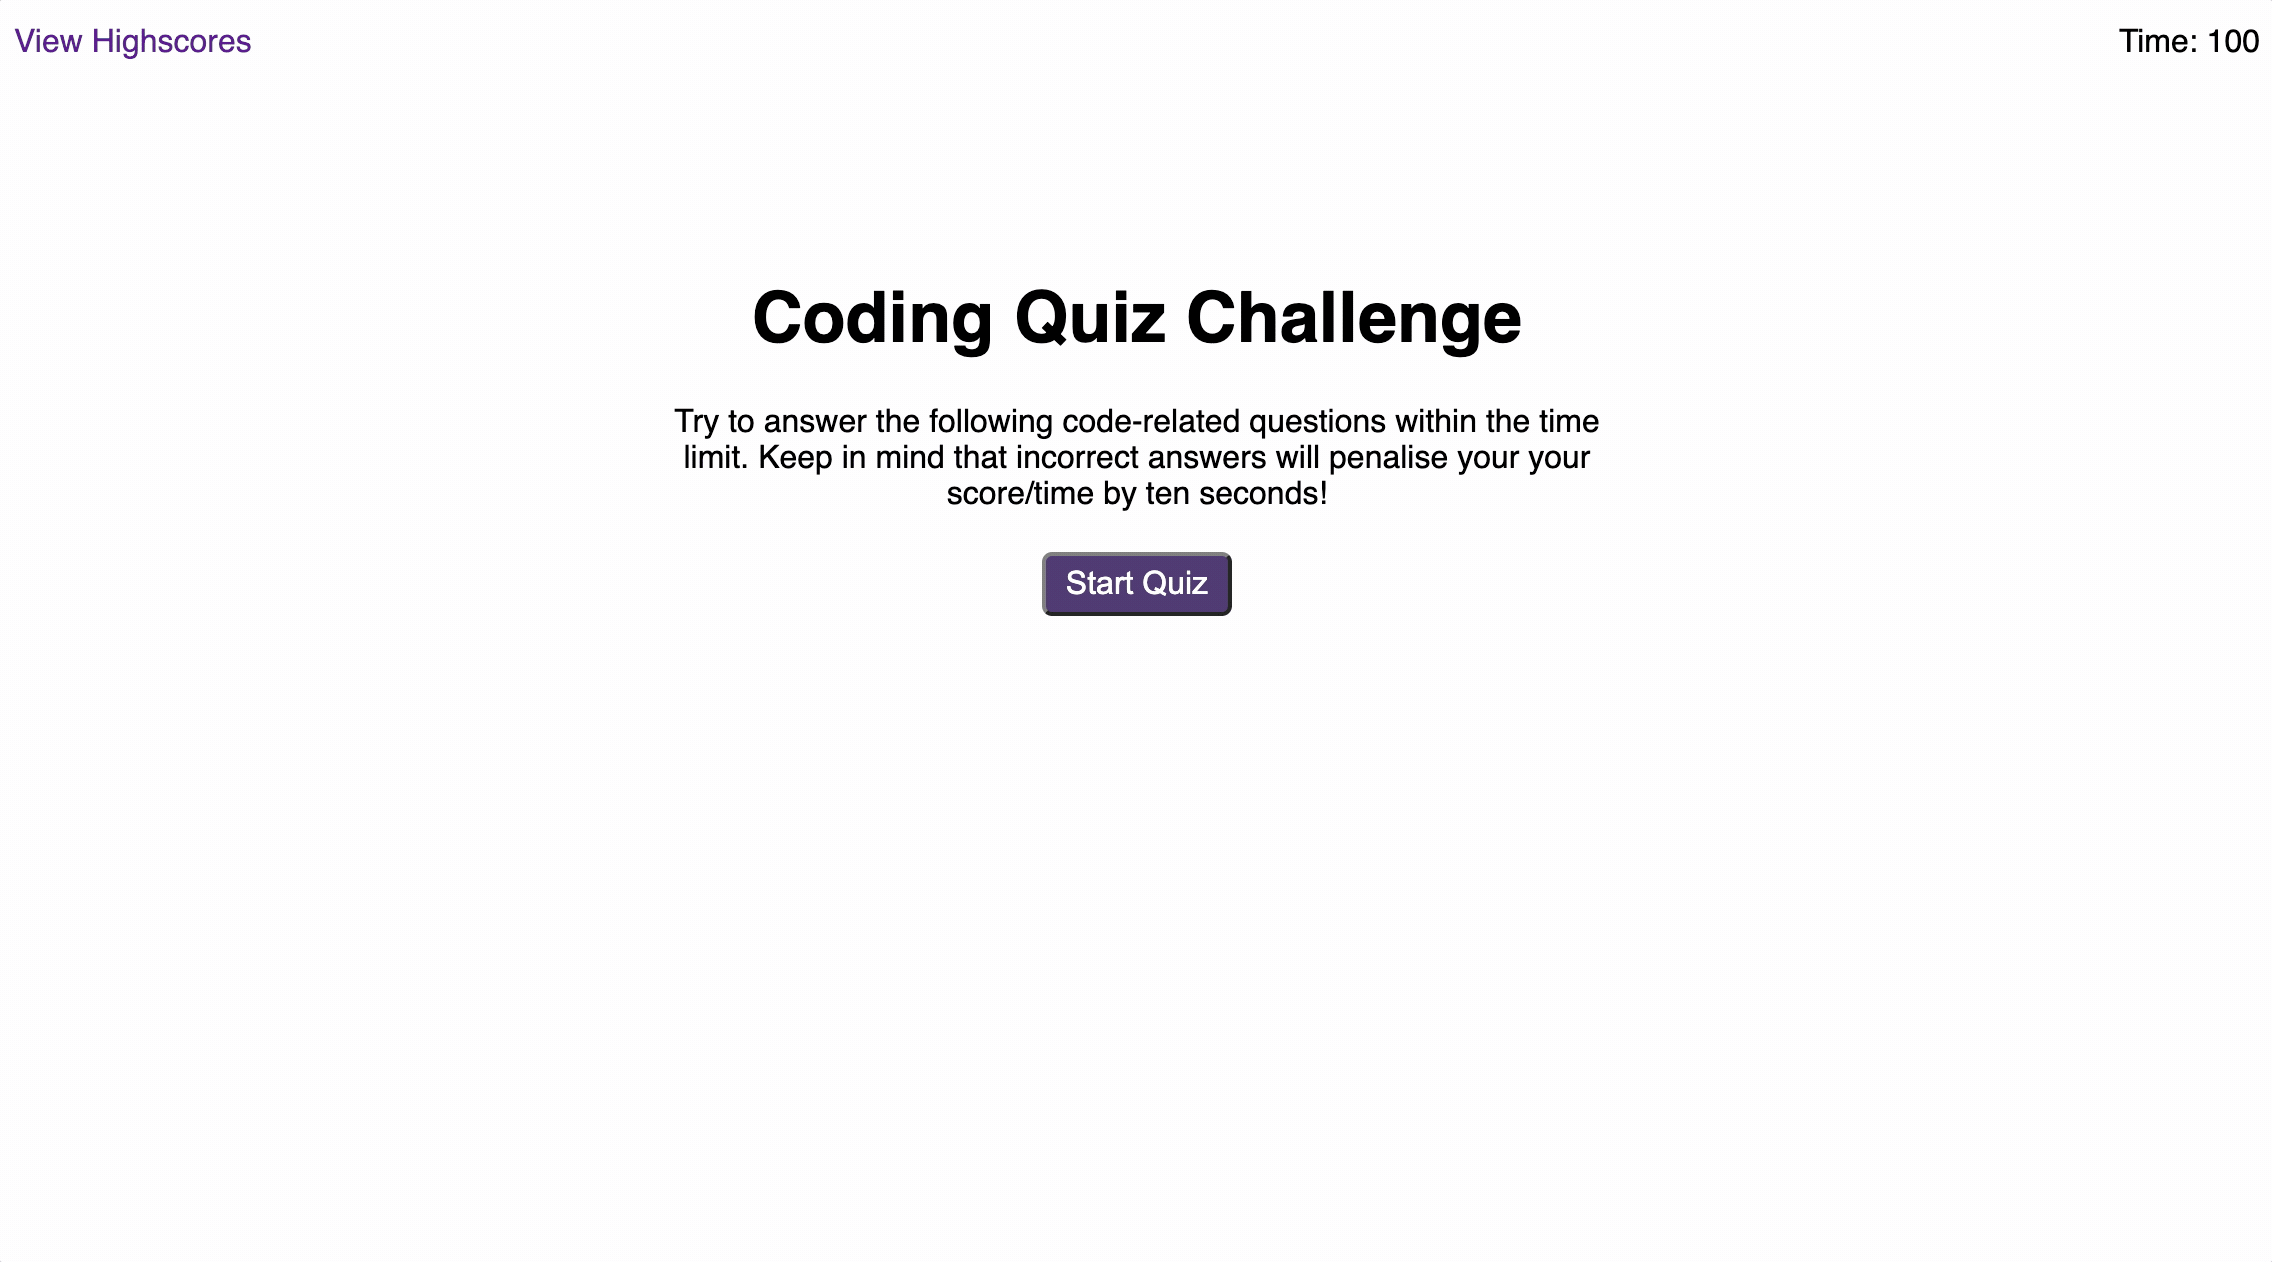 View Highscores
Time: 100
Coding Quiz Challenge
Try to answer the following code-related questions within the time
limit. Keep in mind that incorrect answers will penalise your your
score/time by ten seconds!
Start Quiz